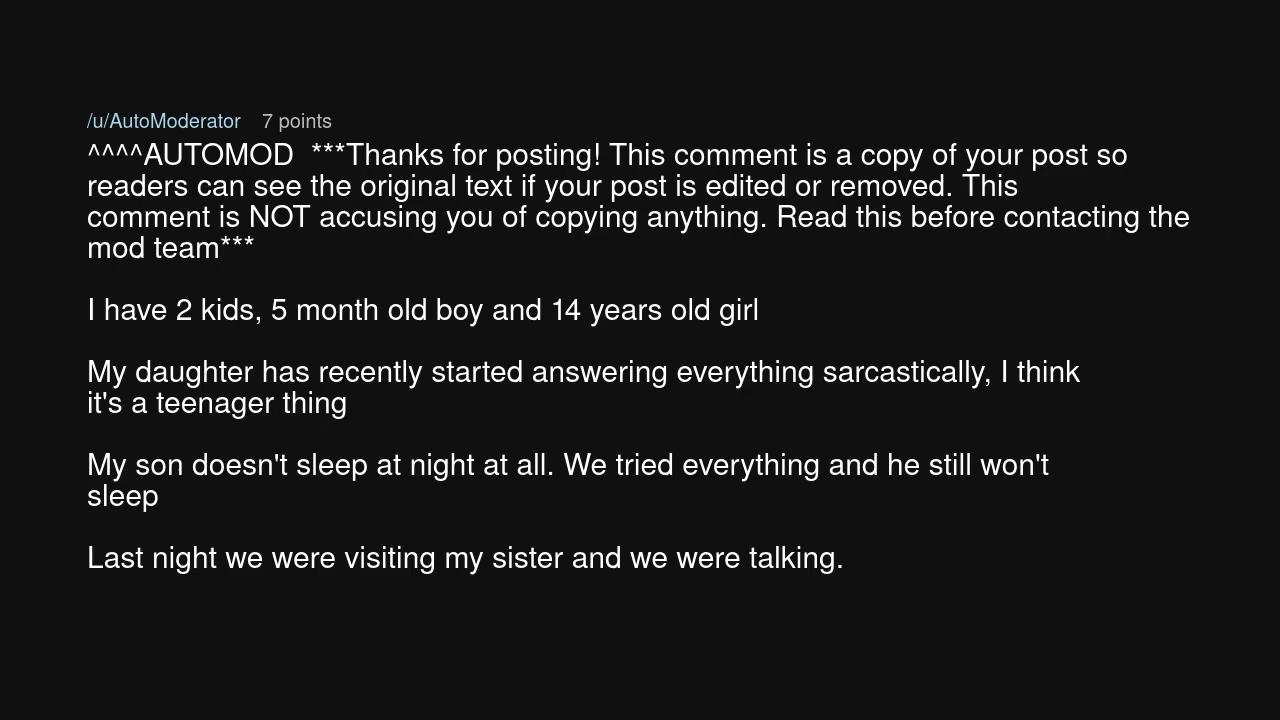 /u/AutoModerator 7 points
^^^^AUTOMOD  ***Thanks for posting! This comment is a copy of your post so
readers can see the original text if your post is edited or removed. This
comment is NOT accusing you of copying anything. Read this before contacting the
mod team***
I have 2 kids, 5 month old boy and 14 years old girl
My daughter has recently started answering everything sarcastically, I think
it's a teenager thing
My son doesn't sleep at night at all. We tried everything and he still won't
sleep
Last night we were visiting my sister and we were talking.